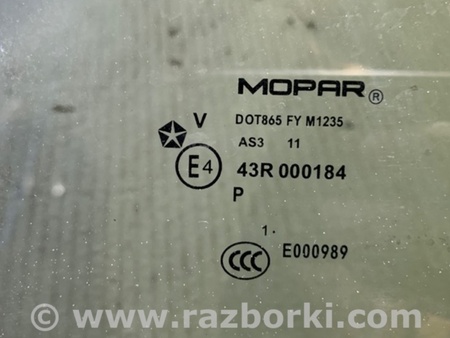 MOPAR®
V DOT865 FY M1235
AS3 11
E4 43R 000184
P
1.
CCC E000989
© www.razborki.com